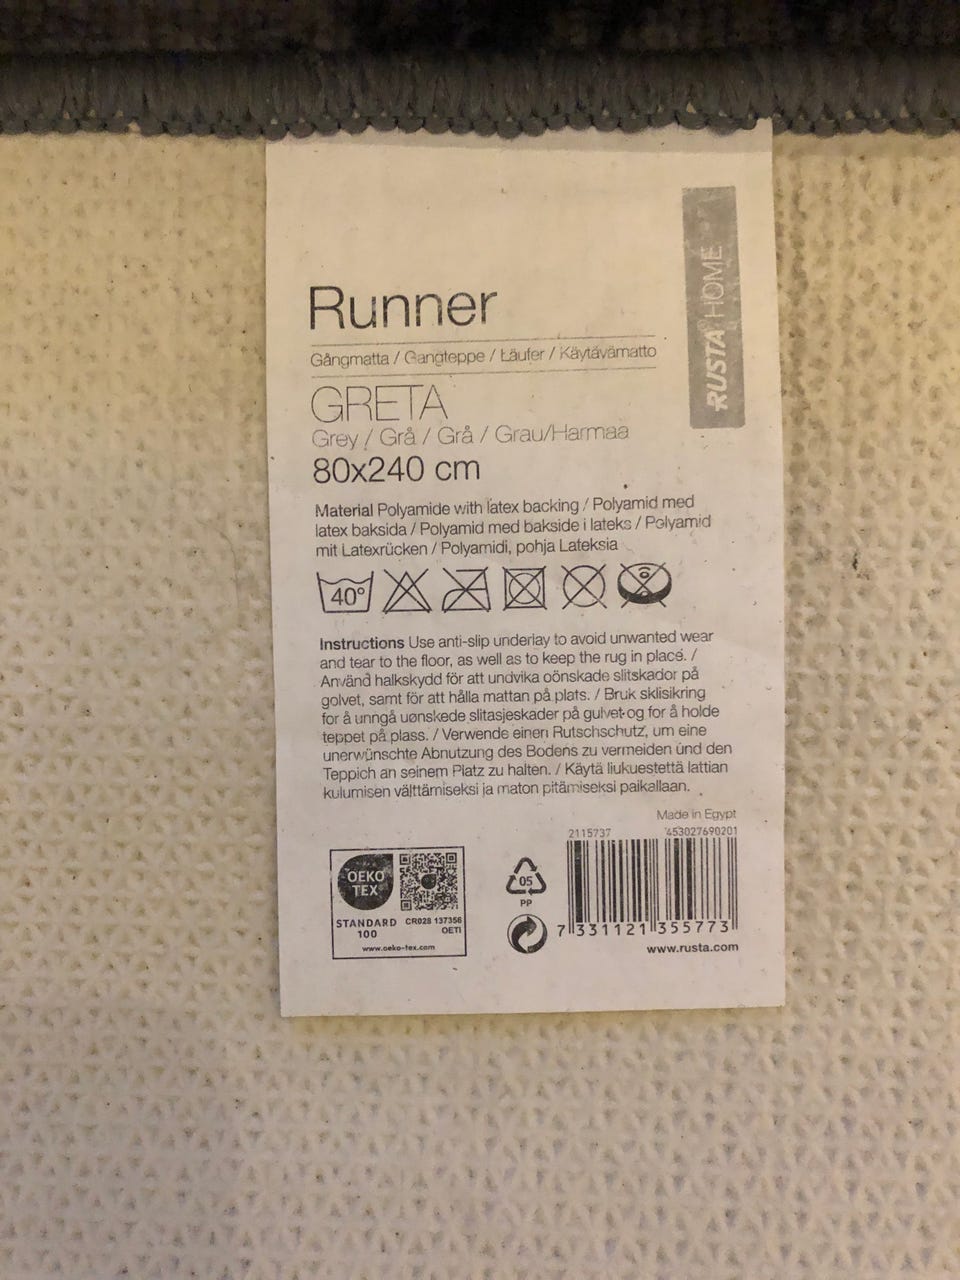 RUSTA HOME
Runner
Gångmatta / Gangteppe / Läufer / Käytävämatto
GRETA
Grey / Grå / Grå / Grau/Harmaa
80x240 cm
Material Polyamide with latex backing / Polyamid med
latex baksida / Polyamid med bakside i lateks / Polyamid
mit Latexrücken / Polyamidi, pohja Lateksia
40°
Instructions Use anti-slip underlay to avoid unwanted wear
and tear to the floor, as well as to keep the rug in place. /
Använd halkskydd för att undvika oönskade slitskador på
golvet, samt för att hålla mattan på plats. / Bruk sklisikring
for å unngå uønskede slitasjeskader på gulvet og for å holde
teppet på plass. / Verwende einen Rutschschutz, um eine
unerwünschte Abnutzung des Bodens zu vermeiden und den
Teppich an seinem Platz zu halten. / Käytä liukuestettä lattian
kulumisen välttämiseksi ja maton pitämiseksi paikallaan.
Made in Egypt
2115737 453027690201
OEKO
TEX
STANDARD
100
CR028 137356
OETI
www.oeko-tex.com
05
PP
7 331121 355773
www.rusta.com